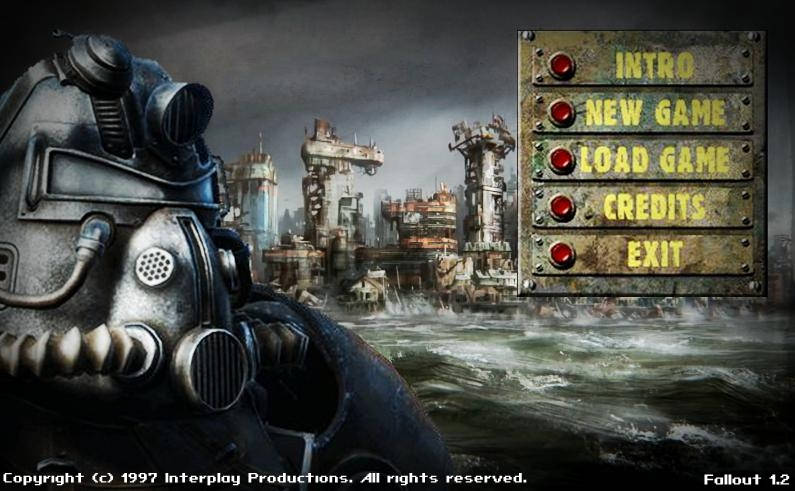 INTRO
NEW GAME
LOAD GAME
CREDITS
EXIT
Copyright (c) 1997 Interplay Productions. All rights reserved.
Fallout 1.2